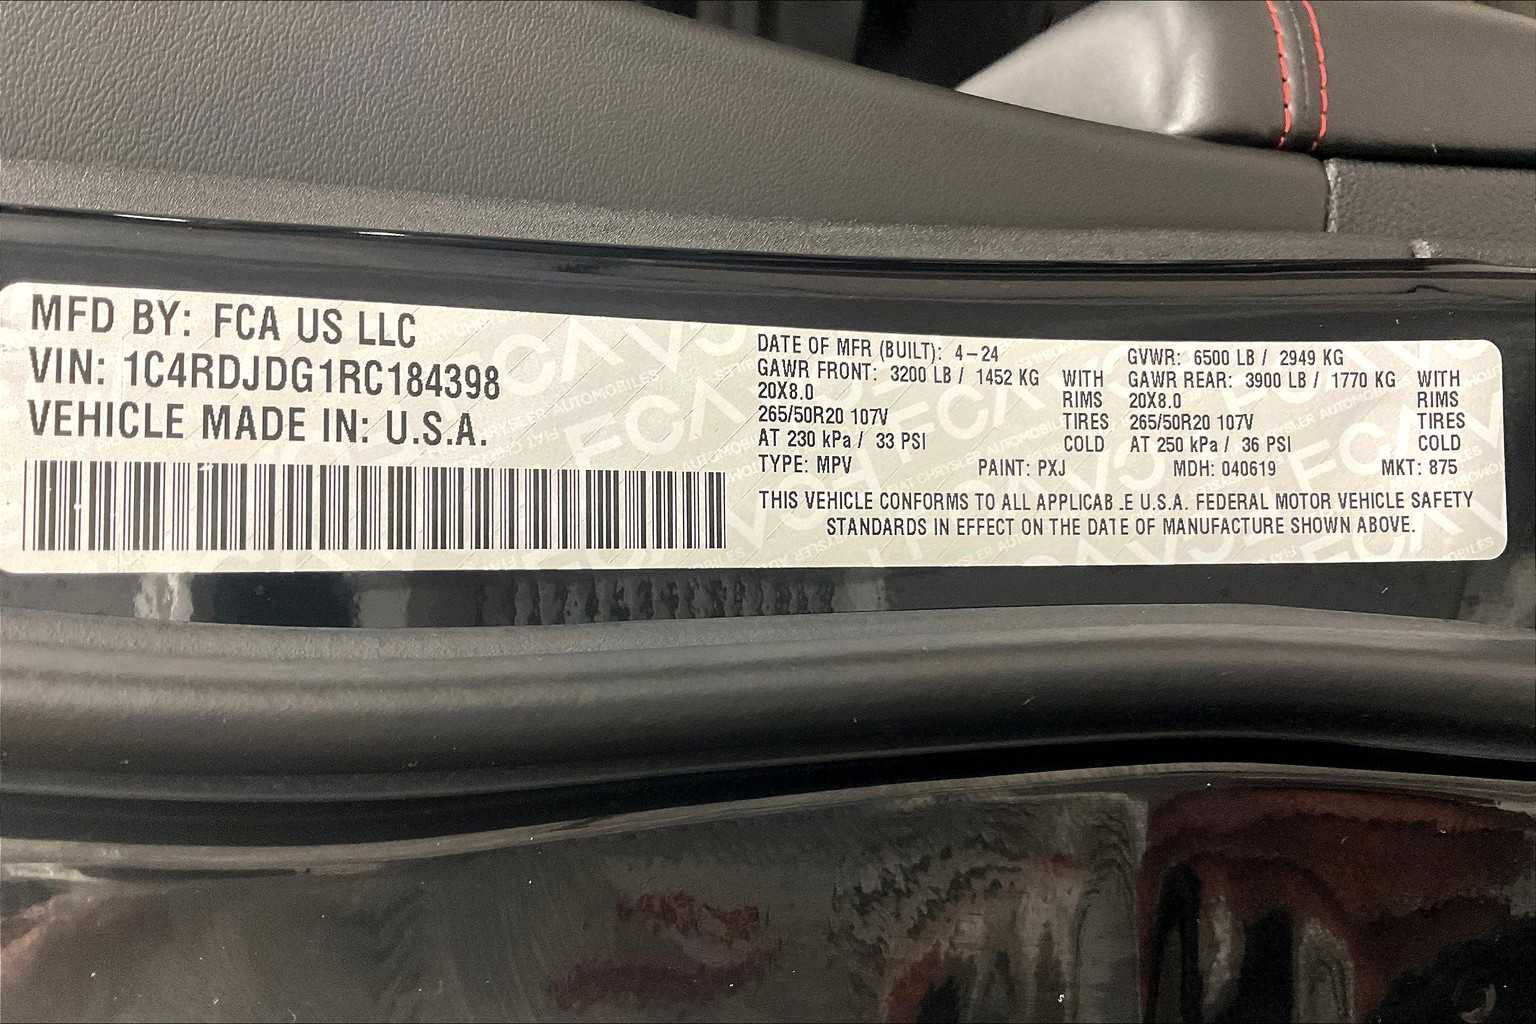 MFD BY: FCA US LLC
VIN: 1C4RDJDG1RC184398
VEHICLE MADE IN: U.S.A.
DATE OF MFR (BUILT): 4-24
GAWR FRONT: 3200 LB / 1452 KG WITH
20X8.0 RIMS
265/50R20 107V TIRES
AT 230 kPa / 33 PSI COLD
GVWR: 6500 LB / 2949 KG
GAWR REAR: 3900 LB / 1770 KG WITH
20X8.0 RIMS
265/50R20 107V TIRES
AT 250 kPa / 36 PSI COLD
TYPE: MPV PAINT: PXJ MDH: 040619 MKT: 875
THIS VEHICLE CONFORMS TO ALL APPLICAB_E U.S.A. FEDERAL MOTOR VEHICLE SAFETY
STANDARDS IN EFFECT ON THE DATE OF MANUFACTURE SHOWN ABOVE.